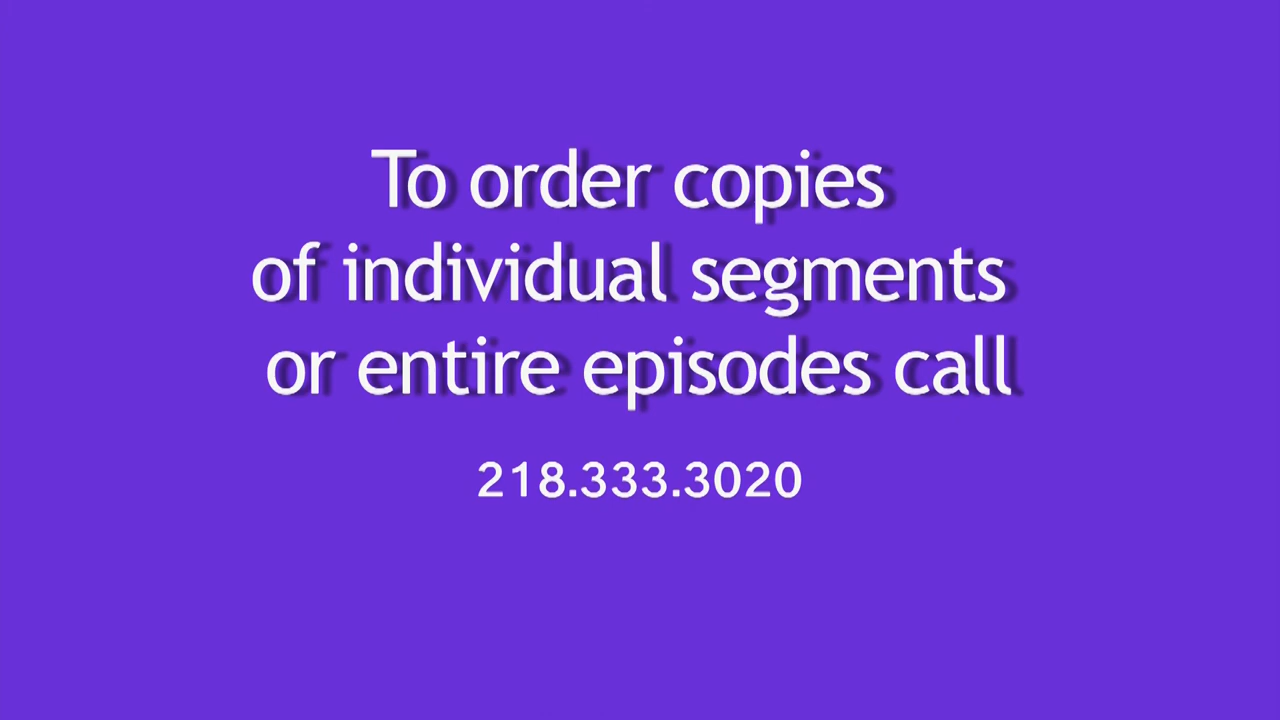 To order copies
of individual segments
or entire episodes call
218.333.3020